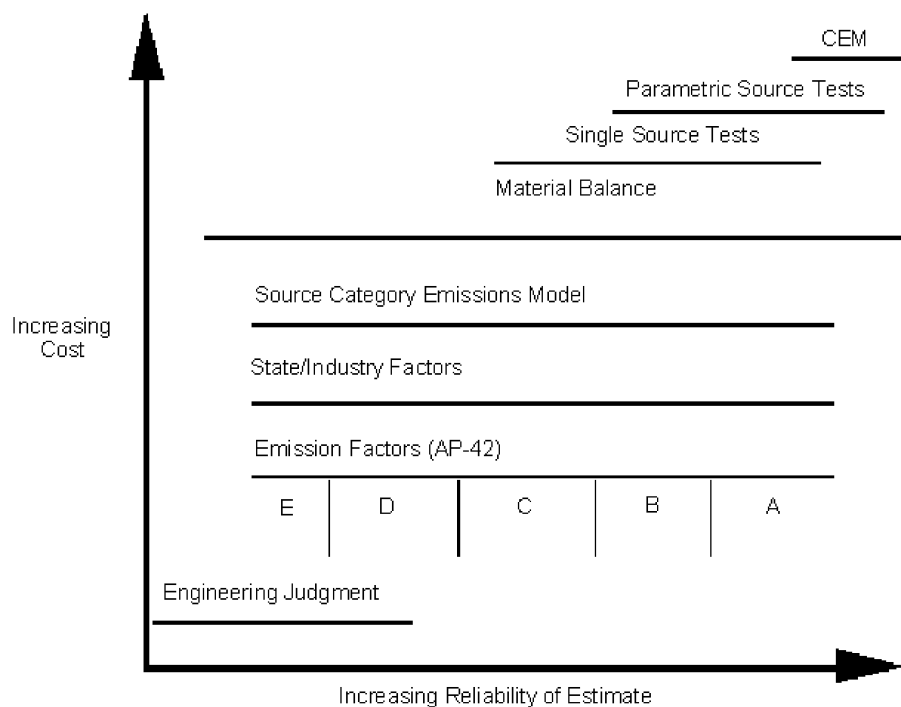 CEM
Parametric Source Tests
Single Source Tests
Material Balance
Source Category Emissions Model
Increasing
Cost
State/Industry Factors
Emission Factors (AP-42)
E D C B A
Engineering Judgment
Increasing Reliability of Estimate